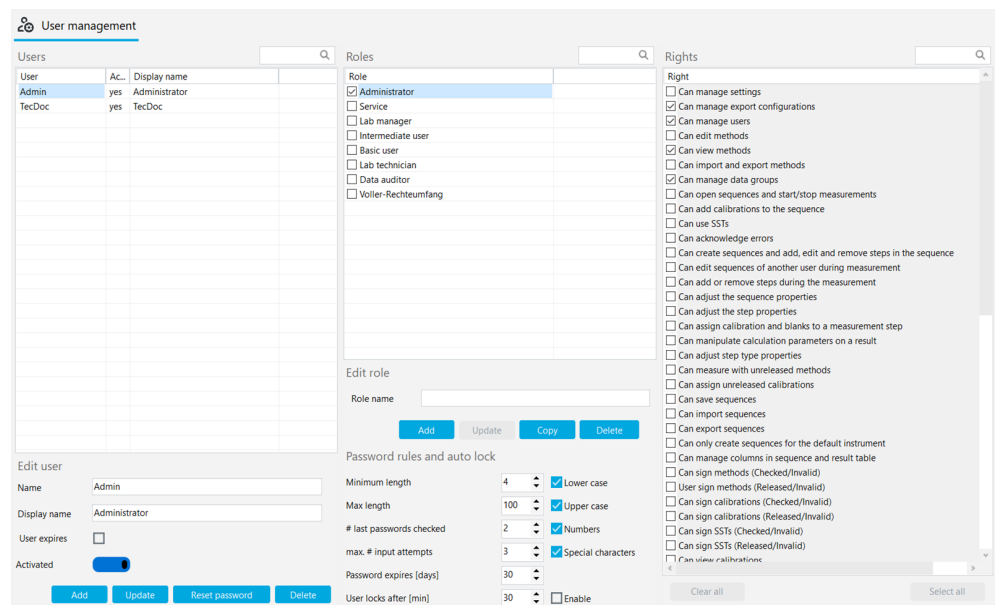 User management
Users
User Ac.. Display name
Admin yes Administrator
TecDoc yes TecDoc
Edit user
Name Admin
Display name Administrator
User expires
Activated
Add Update Reset password Delete
Roles
Role
Administrator
Service
Lab manager
Intermediate user
Basic user
Lab technician
Data auditor
Voller-Rechteumfang
Edit role
Role name
Add Update Copy Delete
Password rules and auto lock
Minimum length 4 Lower case
Max length 100 Upper case
# last passwords checked 2 Numbers
max. # input attempts 3 Special characters
Password expires [days] 30
User locks after [min] 30 Enable
Rights
Right
Can manage settings
Can manage export configurations
Can manage users
Can edit methods
Can view methods
Can import and export methods
Can manage data groups
Can open sequences and start/stop measurements
Can add calibrations to the sequence
Can use SSTs
Can acknowledge errors
Can create sequences and add, edit and remove steps in the sequence
Can edit sequences of another user during measurement
Can add or remove steps during the measurement
Can adjust the sequence properties
Can adjust the step properties
Can assign calibration and blanks to a measurement step
Can manipulate calculation parameters on a result
Can adjust step type properties
Can measure with unreleased methods
Can assign unreleased calibrations
Can save sequences
Can import sequences
Can export sequences
Can only create sequences for the default instrument
Can manage columns in sequence and result table
Can sign methods (Checked/Invalid)
User sign methods (Released/Invalid)
Can sign calibrations (Checked/Invalid)
Can sign calibrations (Released/Invalid)
Can sign SSTs (Checked/Invalid)
Can sign SSTs (Released/Invalid)
Can view calibrations
Clear all Select all